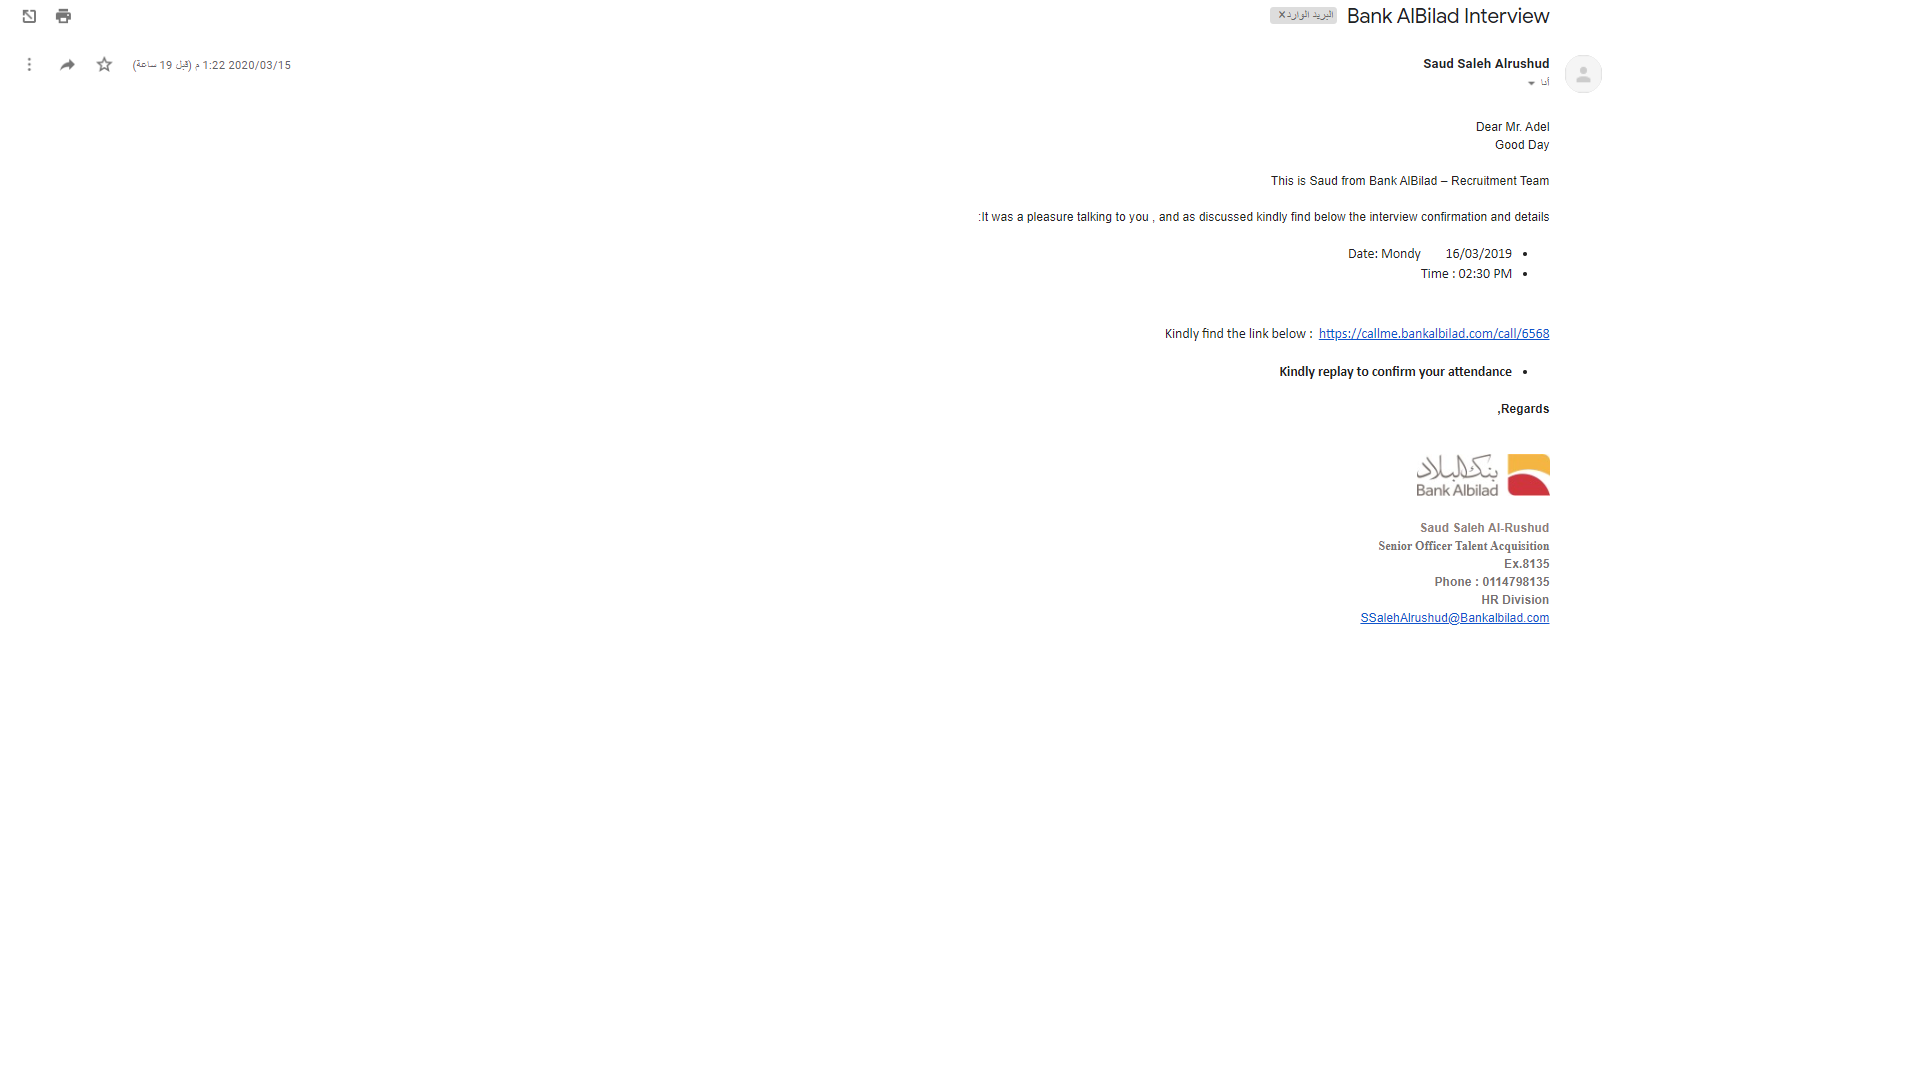 Bank AlBilad Interview
البريد الوارد ×
Saud Saleh Alrushud
2020/03/15 1:22 م (قبل 19 ساعة)
أنا
Dear Mr. Adel
Good Day
This is Saud from Bank AlBilad – Recruitment Team
:It was a pleasure talking to you , and as discussed kindly find below the interview confirmation and details
• Date: Mondy 16/03/2019
• Time : 02:30 PM
Kindly find the link below : https://callme.bankalbilad.com/call/6568
• Kindly replay to confirm your attendance
,Regards
بنك البلاد
Bank Albilad
Saud Saleh Al-Rushud
Senior Officer Talent Acquisition
Ex.8135
Phone : 0114798135
HR Division
SSalehAlrushud@Bankalbilad.com